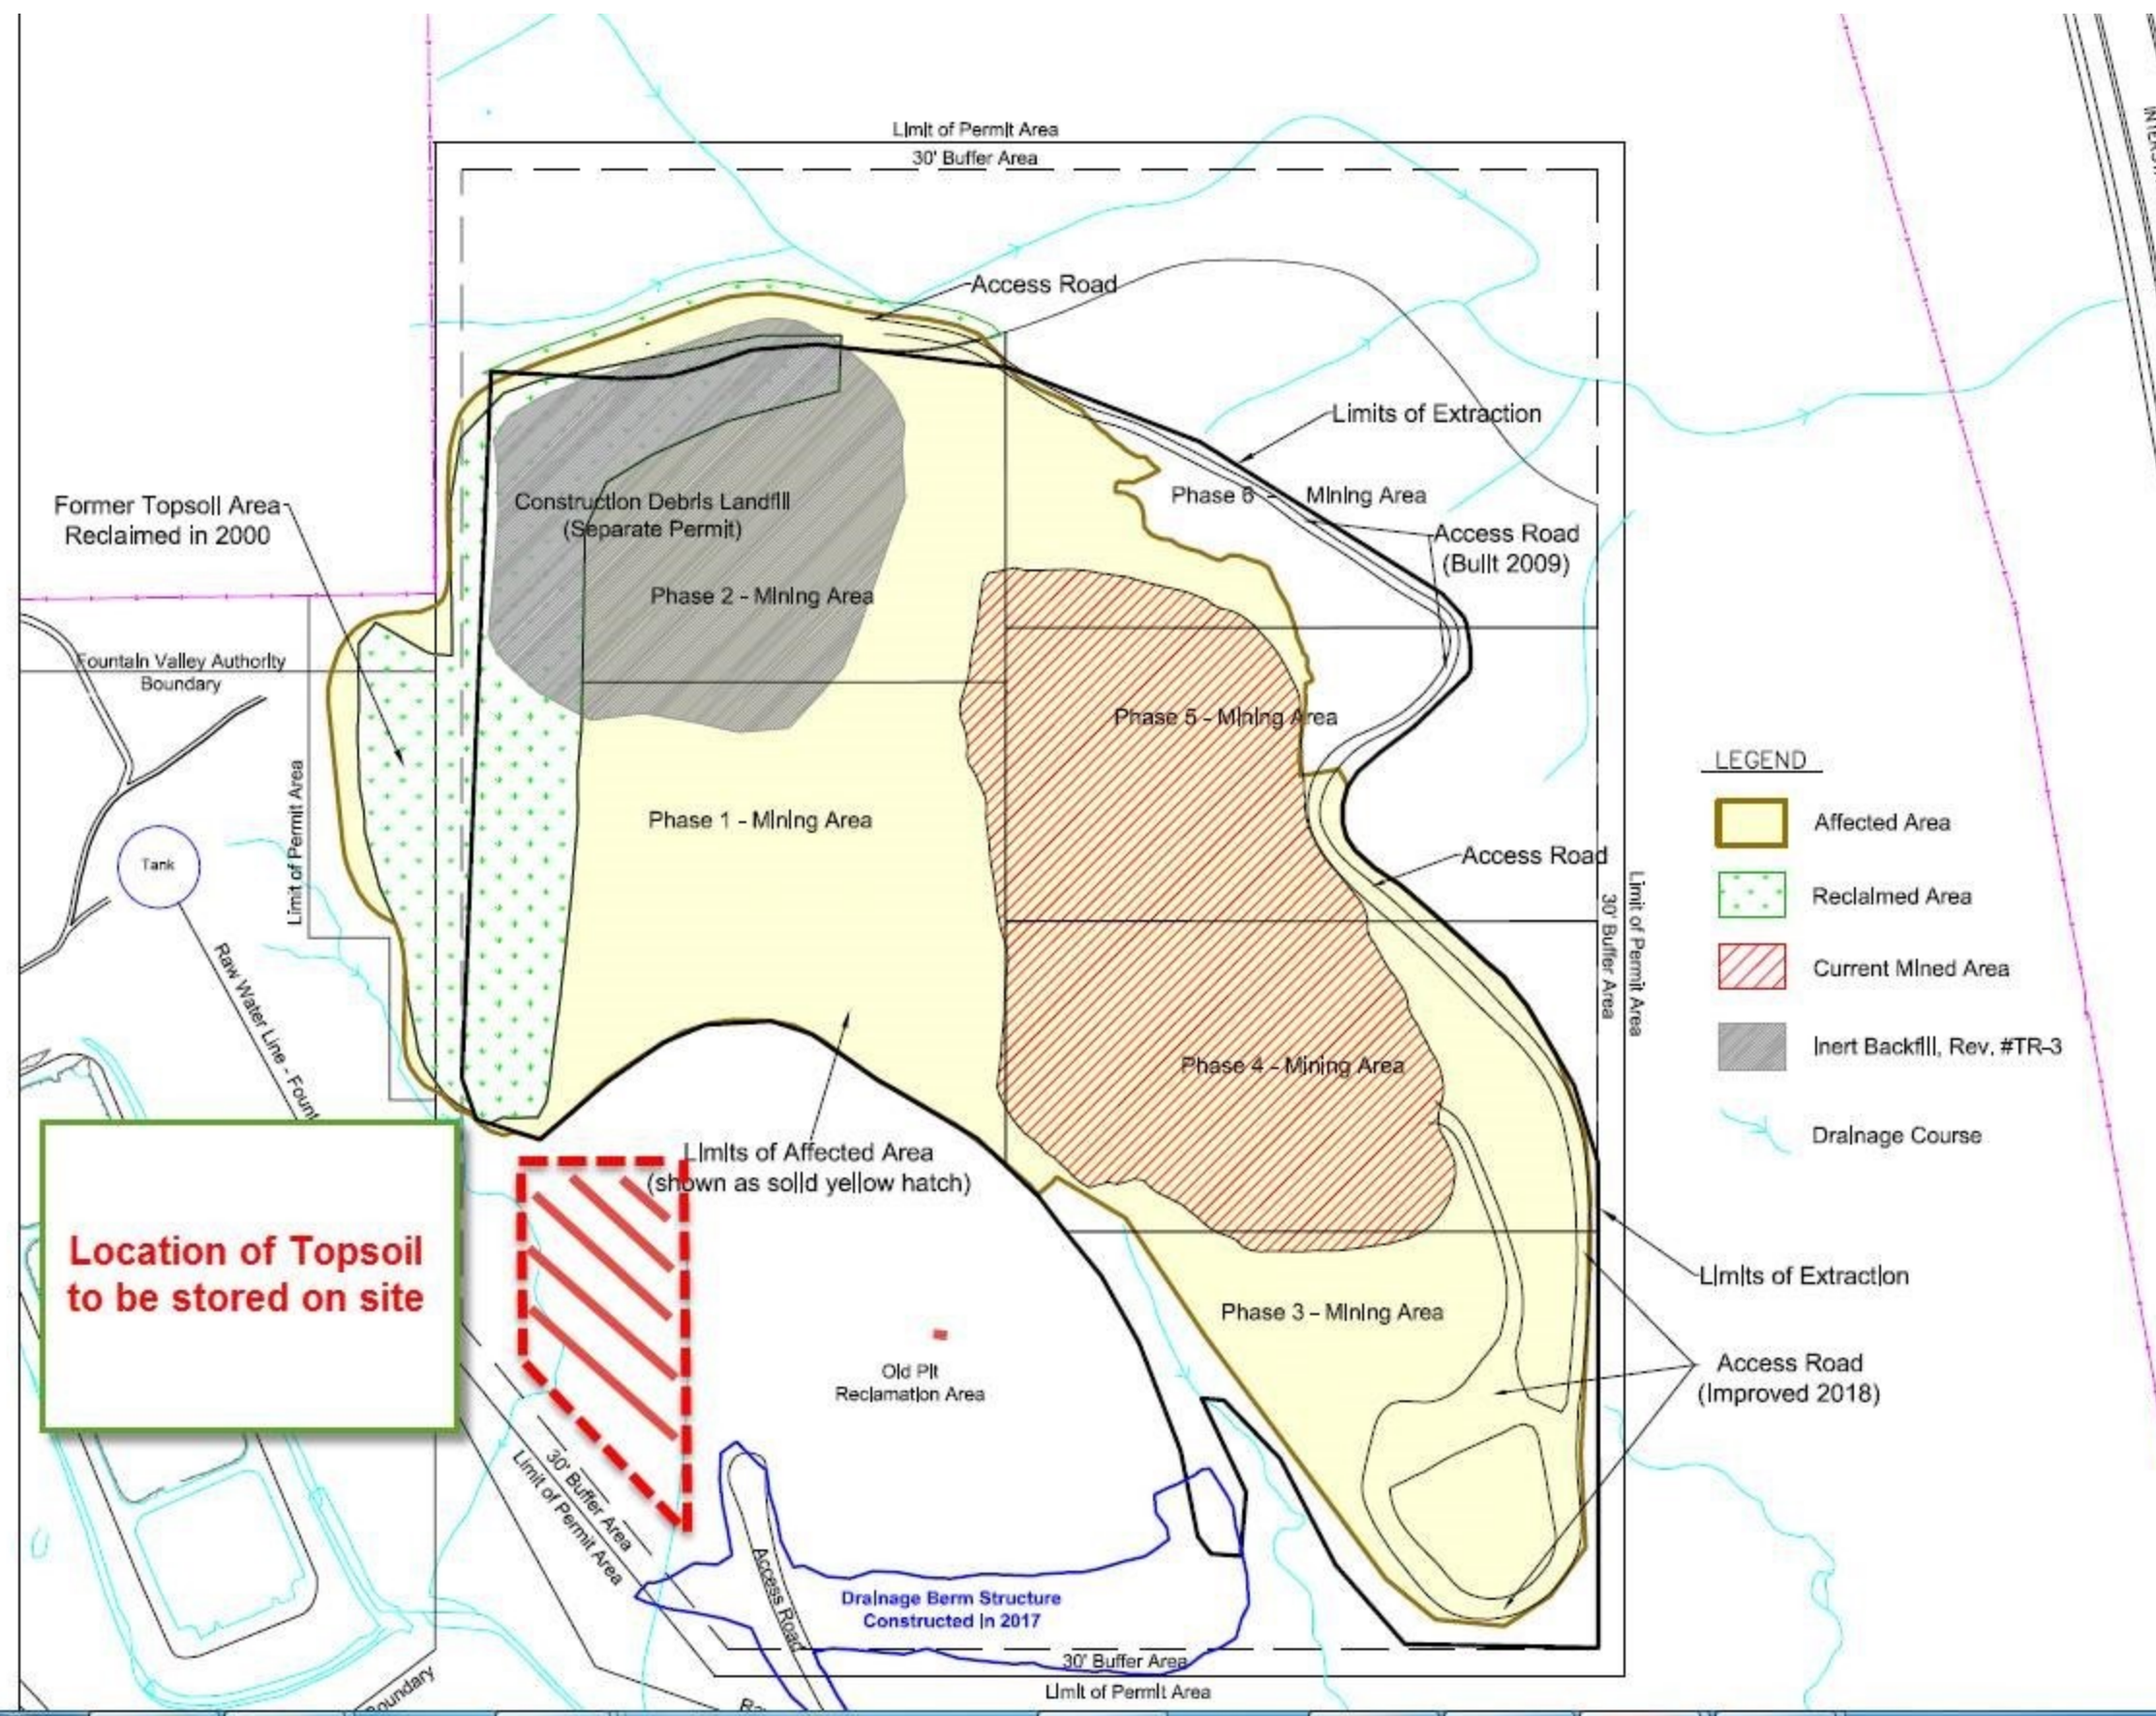 Limit of Permit Area
30' Buffer Area
Access Road
Limits of Extraction
Phase 6 - Mining Area
Access Road
(Built 2009)
Former Topsoil Area
Reclaimed in 2000
Construction Debris Landfill
(Separate Permit)
Phase 2 - Mining Area
Fountain Valley Authority
Boundary
Phase 5 - Mining Area
Limit of Permit Area
Phase 1 - Mining Area
Tank
Access Road
Limit of Permit Area
30' Buffer Area
LEGEND
Affected Area
Reclaimed Area
Current Mined Area
Inert Backfill, Rev. #TR-3
Drainage Course
Raw Water Line -
Phase 4 - Mining Area
Limits of Affected Area
(shown as solid yellow hatch)
Location of Topsoil
to be stored on site
Limits of Extraction
Phase 3 - Mining Area
Old Pit
Reclamation Area
Access Road
(Improved 2018)
30' Buffer Area
Limit of Permit Area
Access Road
Drainage Berm Structure
Constructed in 2017
30' Buffer Area
Limit of Permit Area